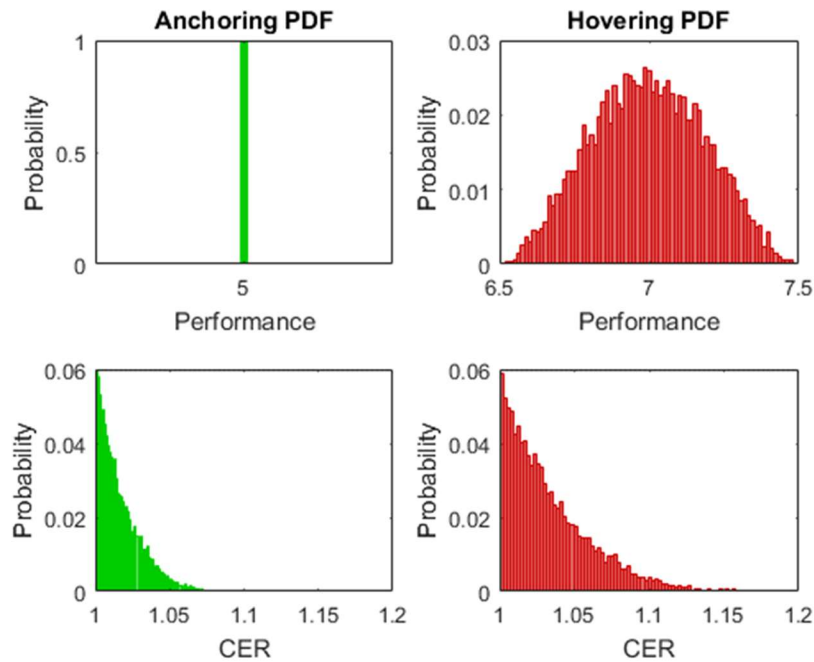 Anchoring PDF
1
0.5
0
Probability
5
Performance
Hovering PDF
0.03
0.02
0.01
0
Probability
6.5 7 7.5
Performance
0.06
0.04
0.02
0
Probability
1 1.05 1.1 1.15 1.2
CER
0.06
0.04
0.02
0
Probability
1 1.05 1.1 1.15 1.2
CER